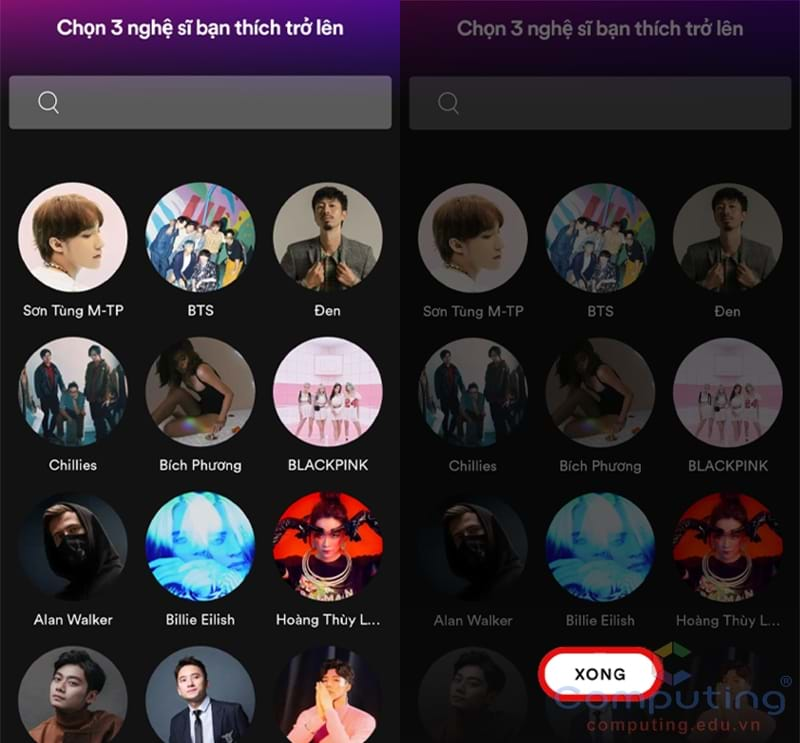 Chọn 3 nghệ sĩ bạn thích trở lên
Sơn Tùng M-TP
BTS
Đen
Chillies
Bích Phương
BLACKPINK
Alan Walker
Billie Eilish
Hoàng Thùy L...
Chọn 3 nghệ sĩ bạn thích trở lên
Sơn Tùng M-TP
BTS
Đen
Chillies
Bích Phương
BLACKPINK
Alan Walker
Billie Eilish
Hoàng Thùy L...
XONG
Computing®
computing.edu.vn